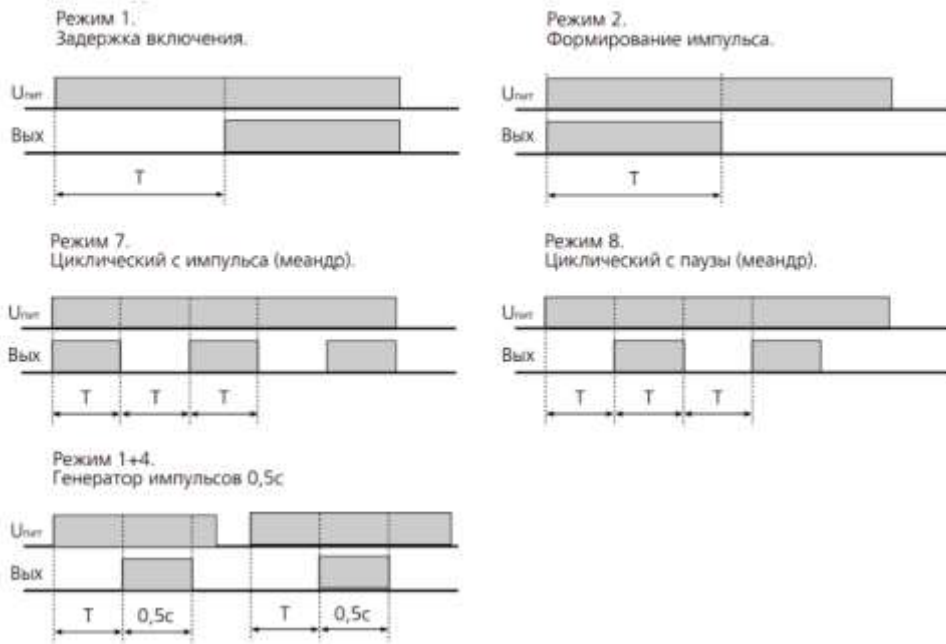 Режим 1.
Задержка включения.
Uпит
Вых
T
Режим 2.
Формирование импульса.
Uпит
Вых
T
Режим 7.
Циклический с импульса (меандр).
Uпит
Вых
T T T
Режим 8.
Циклический с паузы (меандр).
Uпит
Вых
T T T
Режим 1+4.
Генератор импульсов 0,5с
Uпит
Вых
T 0,5с T 0,5с